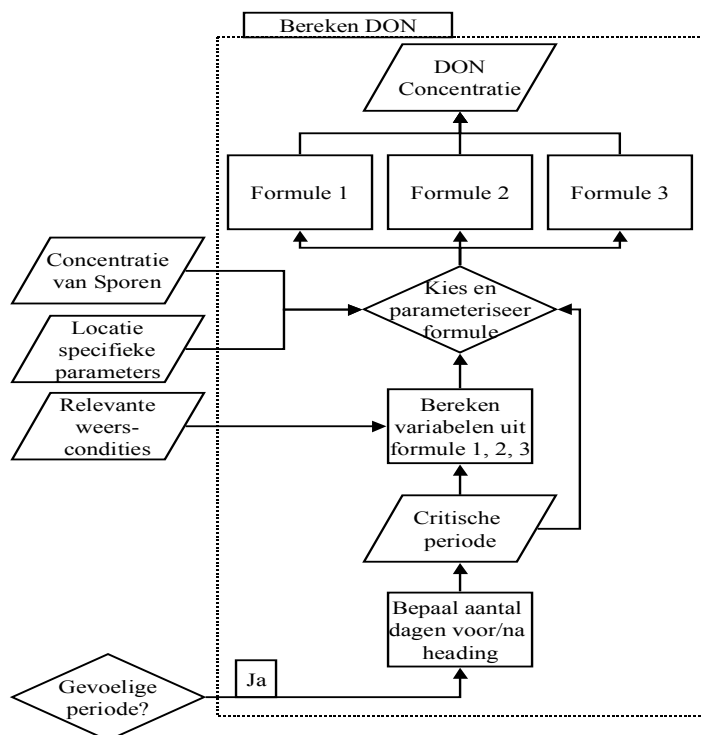 Bereken DON
DON
Concentratie
Formule 1
Formule 2
Formule 3
Concentratie
van Sporen
Kies en
parameteriseer
formule
Locatie
specifieke
parameters
Relevante
weers-
condities
Bereken
variabelen uit
formule 1, 2, 3
Critische
periode
Bepaal aantal
dagen voor/na
heading
Ja
Gevoelige
periode?